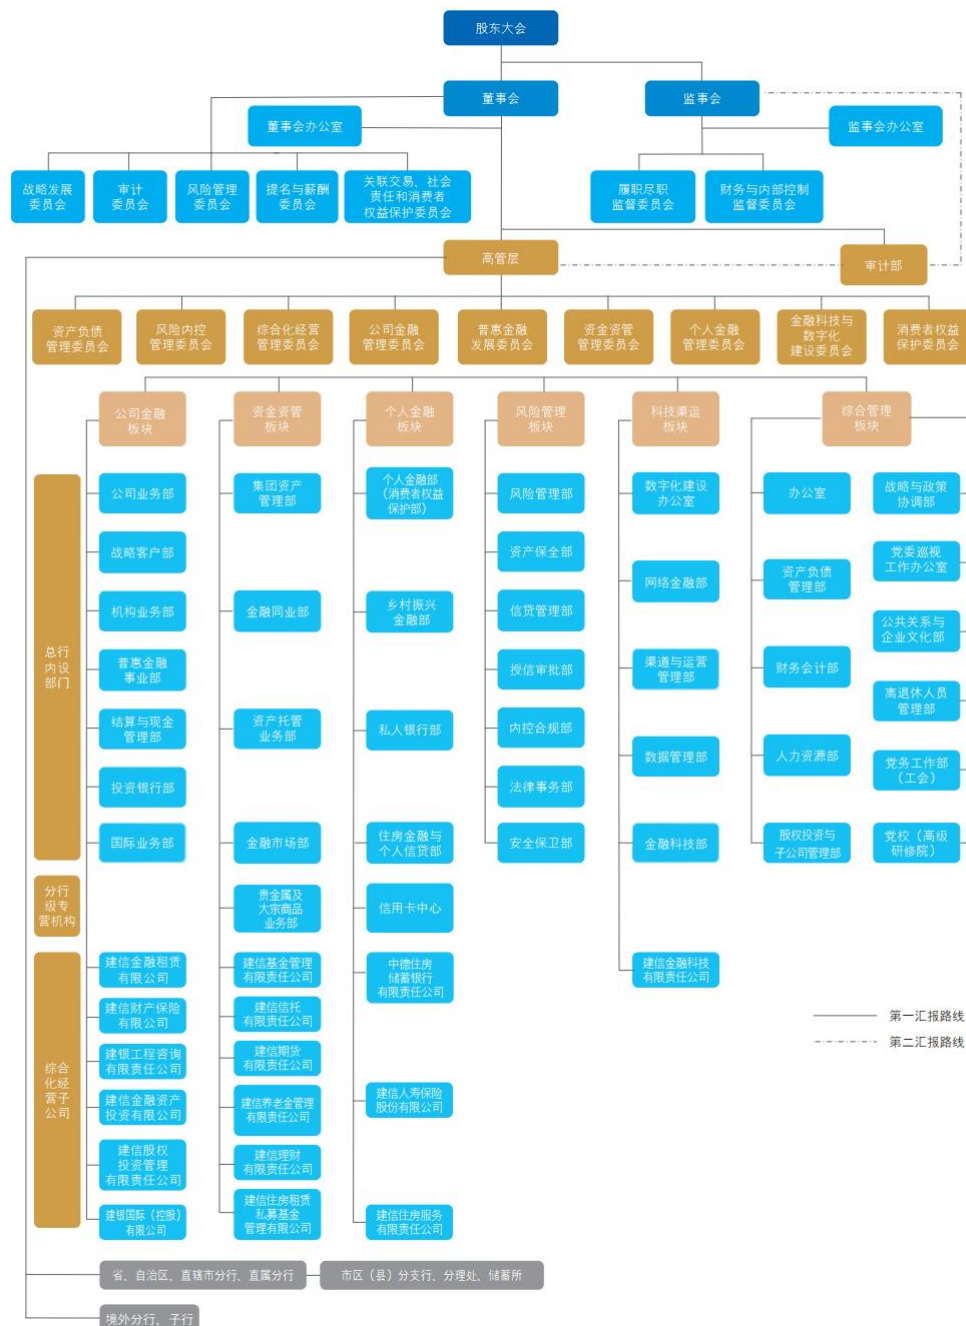 股东大会
董事会
监事会
董事会办公室
监事会办公室
战略发展
委员会
审计
委员会
风险管理
委员会
提名与薪酬
委员会
关联交易、社会
责任和消费者
权益保护委员会
履职尽职
监督委员会
财务与内部控制
监督委员会
高管层
审计部
资产负债
管理委员会
风险内控
管理委员会
综合化经营
管理委员会
公司金融
管理委员会
普惠金融
发展委员会
资金资管
管理委员会
个人金融
管理委员会
金融科技与
数字化
建设委员会
消费者权益
保护委员会
公司金融
板块
资金资管
板块
个人金融
板块
风险管理
板块
科技渠运
板块
综合管理
板块
总行
内设
部门
公司业务部
战略客户部
机构业务部
普惠金融
事业部
结算与现金
管理部
投资银行部
国际业务部
集团资产
管理部
金融同业部
资产托管
业务部
金融市场部
个人金融部
（消费者权益
保护部）
乡村振兴
金融部
私人银行部
住房金融与
个人信贷部
风险管理部
资产保全部
信贷管理部
授信审批部
内控合规部
法律事务部
安全保卫部
数字化建设
办公室
网络金融部
渠道与运营
管理部
数据管理部
金融科技部
办公室
资产负债
管理部
财务会计部
人力资源部
股权投资与
子公司管理部
战略与政策
协调部
党委巡视
工作办公室
公共关系与
企业文化部
离退休人员
管理部
党务工作部
（工会）
党校（高级
研修院）
分行
级专
营机构
贵金属及
大宗商品
业务部
信用卡中心
综合
化经
营子
公司
建信金融租赁
有限公司
建信财产保险
有限公司
建银工程咨询
有限责任公司
建信金融资产
投资有限公司
建信股权
投资管理
有限责任公司
建银国际（控股）
有限公司
建信基金管理
有限责任公司
建信信托
有限责任公司
建信期货
有限责任公司
建信养老金管理
有限责任公司
建信理财
有限责任公司
建信住房租赁
私募基金
管理有限公司
中德住房
储蓄银行
有限责任公司
建信人寿保险
股份有限公司
建信住房服务
有限责任公司
建信金融科技
有限责任公司
第一汇报路线
第二汇报路线
省、自治区、直辖市分行、直属分行
市区（县）分支行、分理处、储蓄所
境外分行、子行